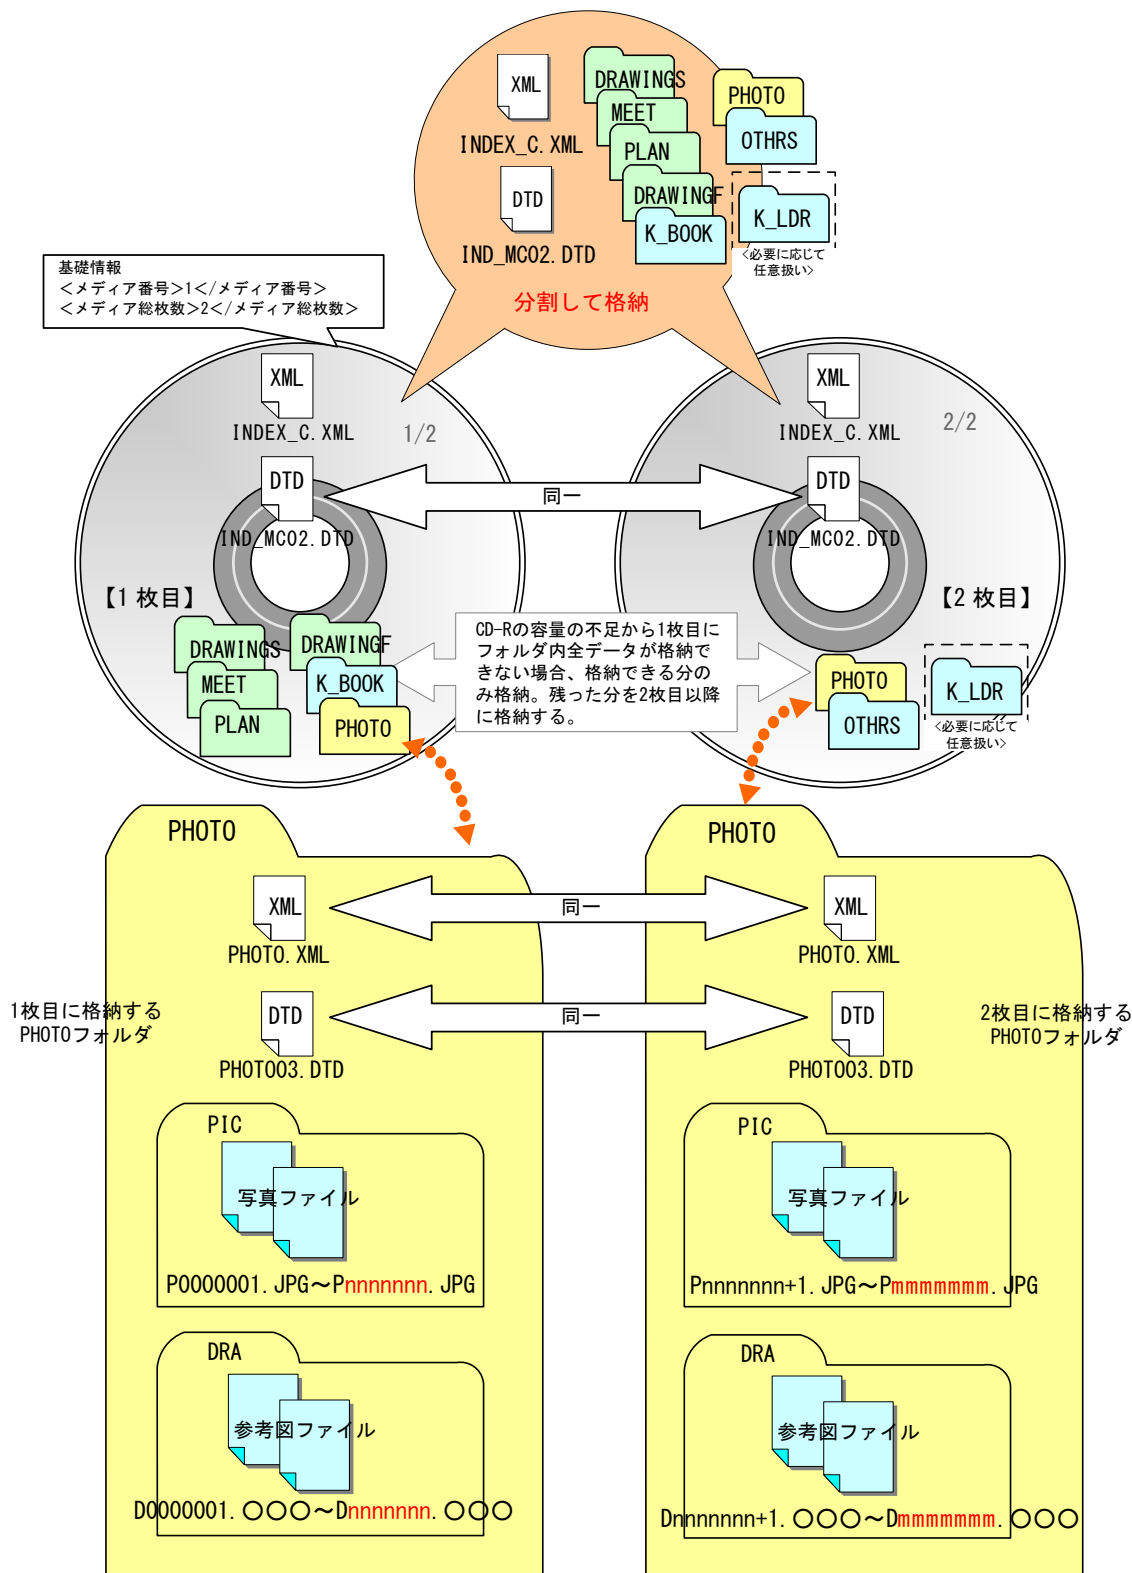 XML
INDEX_C.XML
DTD
IND_MC02.DTD
DRAWINGS
MEET
PLAN
DRAWINGF
K_BOOK
PHOTO
OTHRS
K_LDR
<必要に応じて
任意扱い>
分割して格納
基礎情報
<メディア番号>1</メディア番号>
<メディア総枚数>2</メディア総枚数>
XML
INDEX_C.XML
1/2
DTD
IND_MC02.DTD
同一
XML
INDEX_C.XML
2/2
DTD
IND_MC02.DTD
【1枚目】
DRAWINGS
MEET
PLAN
DRAWINGF
K_BOOK
PHOTO
CD-Rの容量の不足から1枚目に
フォルダ内全データが格納で
きない場合、格納できる分の
み格納。残った分を2枚目以降
に格納する。
【2枚目】
PHOTO
OTHRS
K_LDR
<必要に応じて
任意扱い>
PHOTO
XML
PHOTO.XML
同一
PHOTO
XML
PHOTO.XML
1枚目に格納する
PHOTOフォルダ
DTD
PHOTO03.DTD
同一
DTD
PHOTO03.DTD
2枚目に格納する
PHOTOフォルダ
PIC
写真ファイル
P0000001.JPG～Pnnnnnnn.JPG
PIC
写真ファイル
Pnnnnnnn+1.JPG～Pmmmmmmm.JPG
DRA
参考図ファイル
D0000001.○○○～Dnnnnnnn.○○○
DRA
参考図ファイル
Dnnnnnnn+1.○○○～Dmmmmmmm.○○○